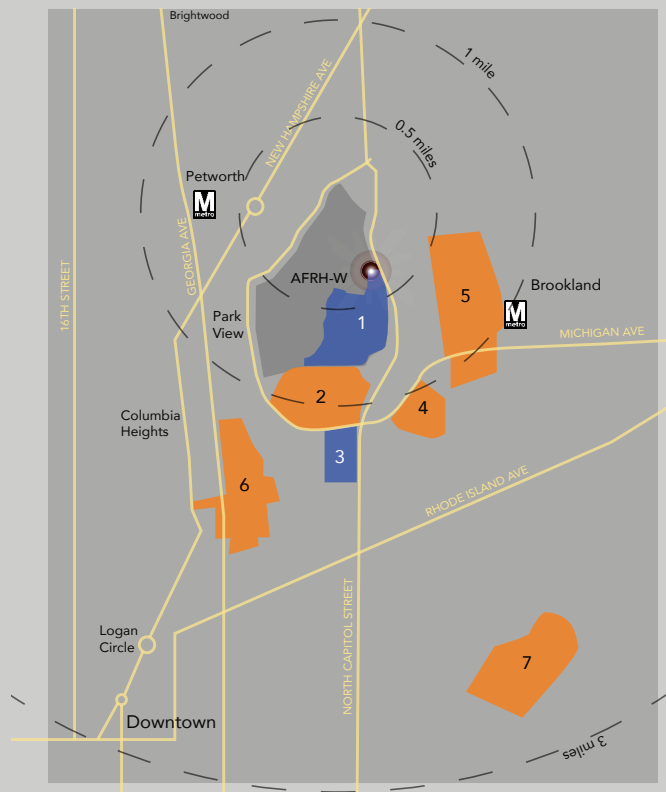 Brightwood
1 mile
NEW HAMPSHIRE AVE
0.5 miles
Petworth
M
metro
GEORGIA AVE
16TH STREET
AFRH-W
Brookland
5
M
metro
Park
View
1
MICHIGAN AVE
2
4
Columbia
Heights
3
6
RHODE ISLAND AVE
NORTH CAPITOL STREET
Logan
Circle
7
Downtown
3 miles